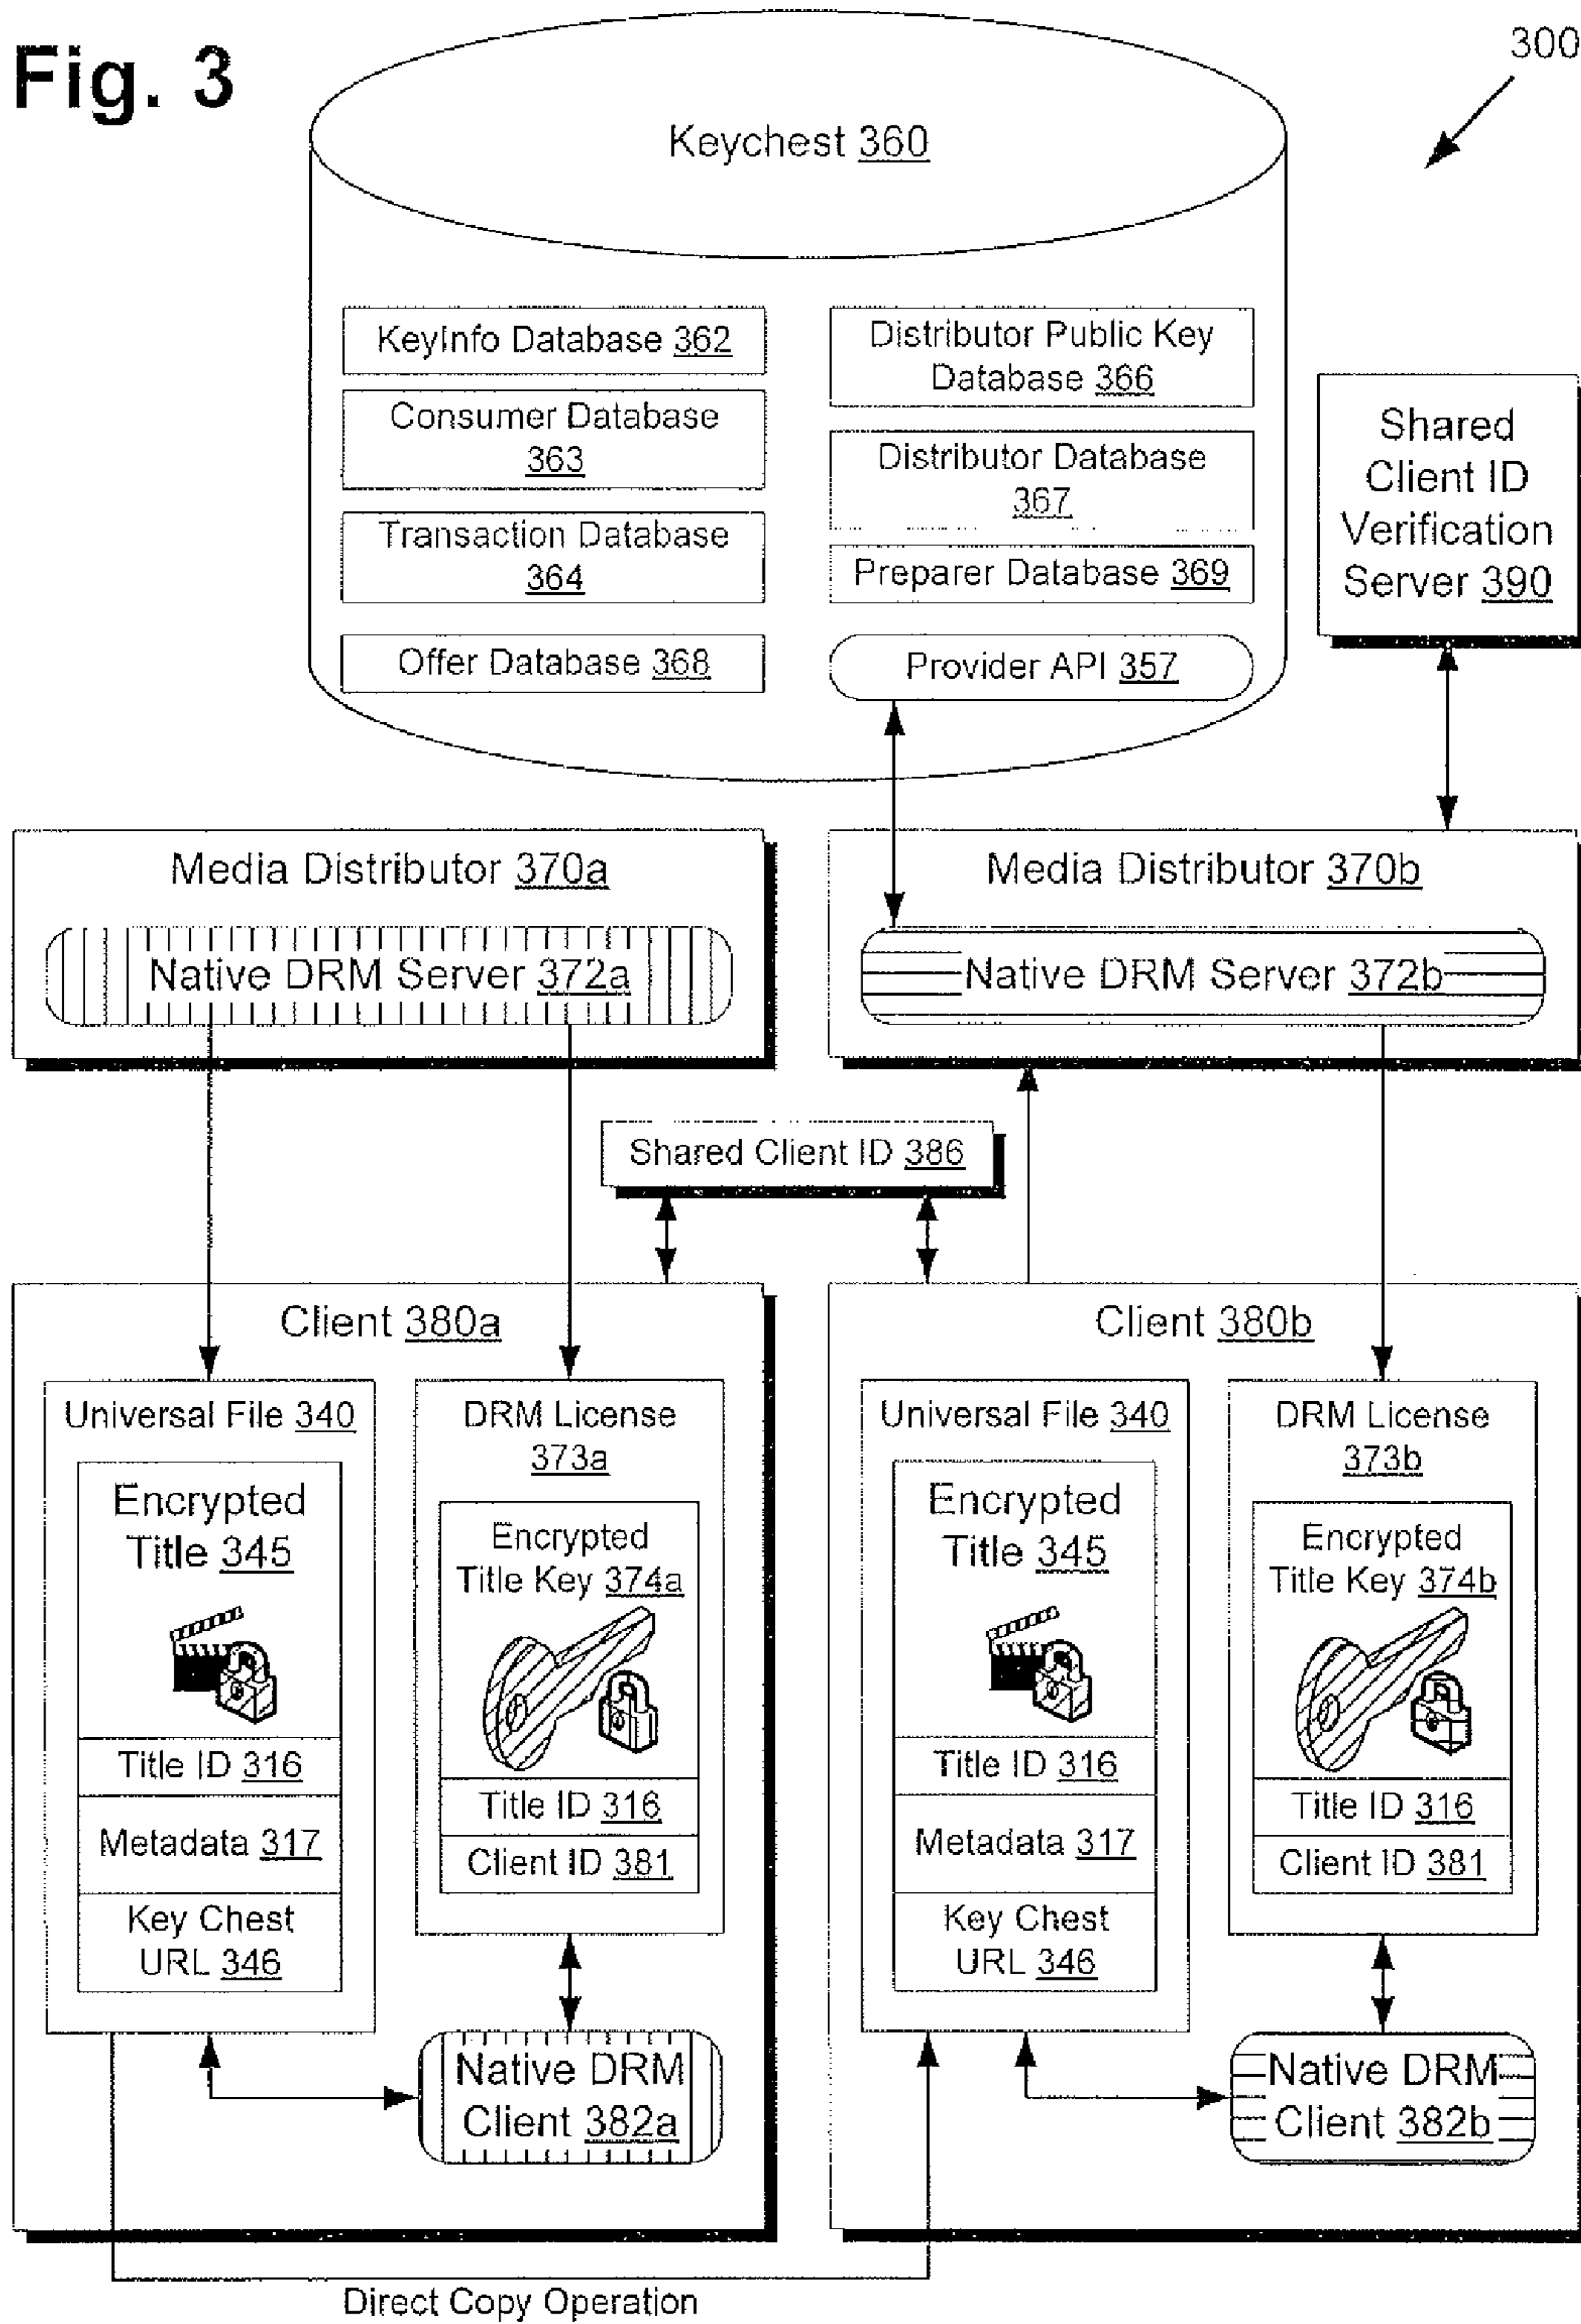 Fig. 3
300
Keychest 360
KeyInfo Database 362
Consumer Database
363
Transaction Database
364
Offer Database 368
Distributor Public Key
Database 366
Distributor Database
367
Preparer Database 369
Provider API 357
Shared
Client ID
Verification
Server 390
Media Distributor 370a
Native DRM Server 372a
Media Distributor 370b
Native DRM Server 372b
Shared Client ID 386
Client 380a
Universal File 340
Encrypted
Title 345
Title ID 316
Metadata 317
Key Chest
URL 346
DRM License
373a
Encrypted
Title Key 374a
Title ID 316
Client ID 381
Native DRM
Client 382a
Client 380b
Universal File 340
Encrypted
Title 345
Title ID 316
Metadata 317
Key Chest
URL 346
DRM License
373b
Encrypted
Title Key 374b
Title ID 316
Client ID 381
Native DRM
Client 382b
Direct Copy Operation